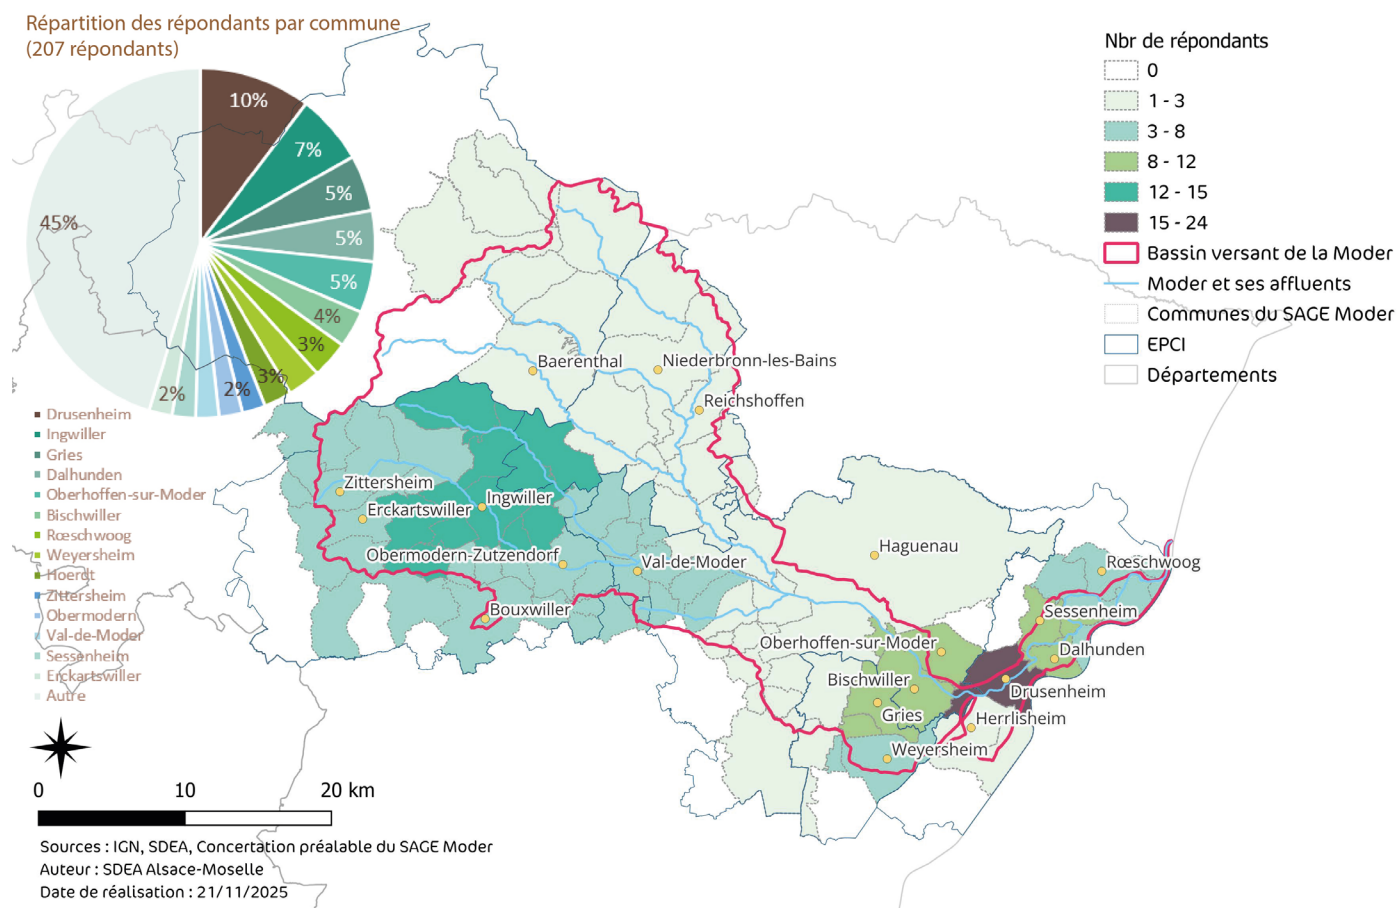 Répartition des répondants par commune
(207 répondants)
10%
7%
5%
5%
5%
4%
3%
3%
2%
2%
45%
Drusenheim
Ingwiller
Gries
Dalhunden
Oberhoffen-sur-Moder
Bischwiller
Rœschwoog
Weyersheim
Hoerdt
Zittersheim
Obermodern
Val-de-Moder
Sessenheim
Erckartswiller
Autre
Nbr de répondants
0
1 - 3
3 - 8
8 - 12
12 - 15
15 - 24
Bassin versant de la Moder
Moder et ses affluents
Communes du SAGE Moder
EPCI
Départements
Baerenthal
Niederbronn-les-Bains
Reichshoffen
Zittersheim
Ingwiller
Erckartswiller
Haguenau
Obermodern-Zutzendorf
Val-de-Moder
Rœschwoog
Bouxwiller
Sessenheim
Oberhoffen-sur-Moder
Dalhunden
Bischwiller
Drusenheim
Gries
Herrlisheim
Weyersheim
0 10 20 km
Sources : IGN, SDEA, Concertation préalable du SAGE Moder
Auteur : SDEA Alsace-Moselle
Date de réalisation : 21/11/2025